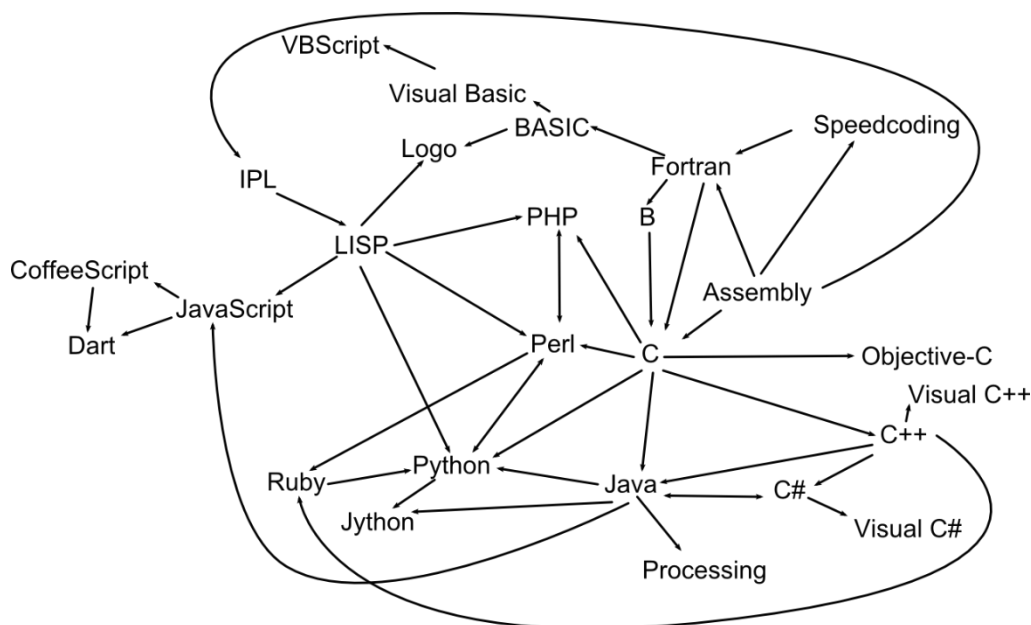 VBScript
Visual Basic
BASIC
Speedcoding
Logo
Fortran
IPL
PHP
B
LISP
CoffeeScript
JavaScript
Assembly
Dart
Perl
C
Objective-C
Visual C++
C++
Python
Ruby
Java
C#
Jython
Visual C#
Processing